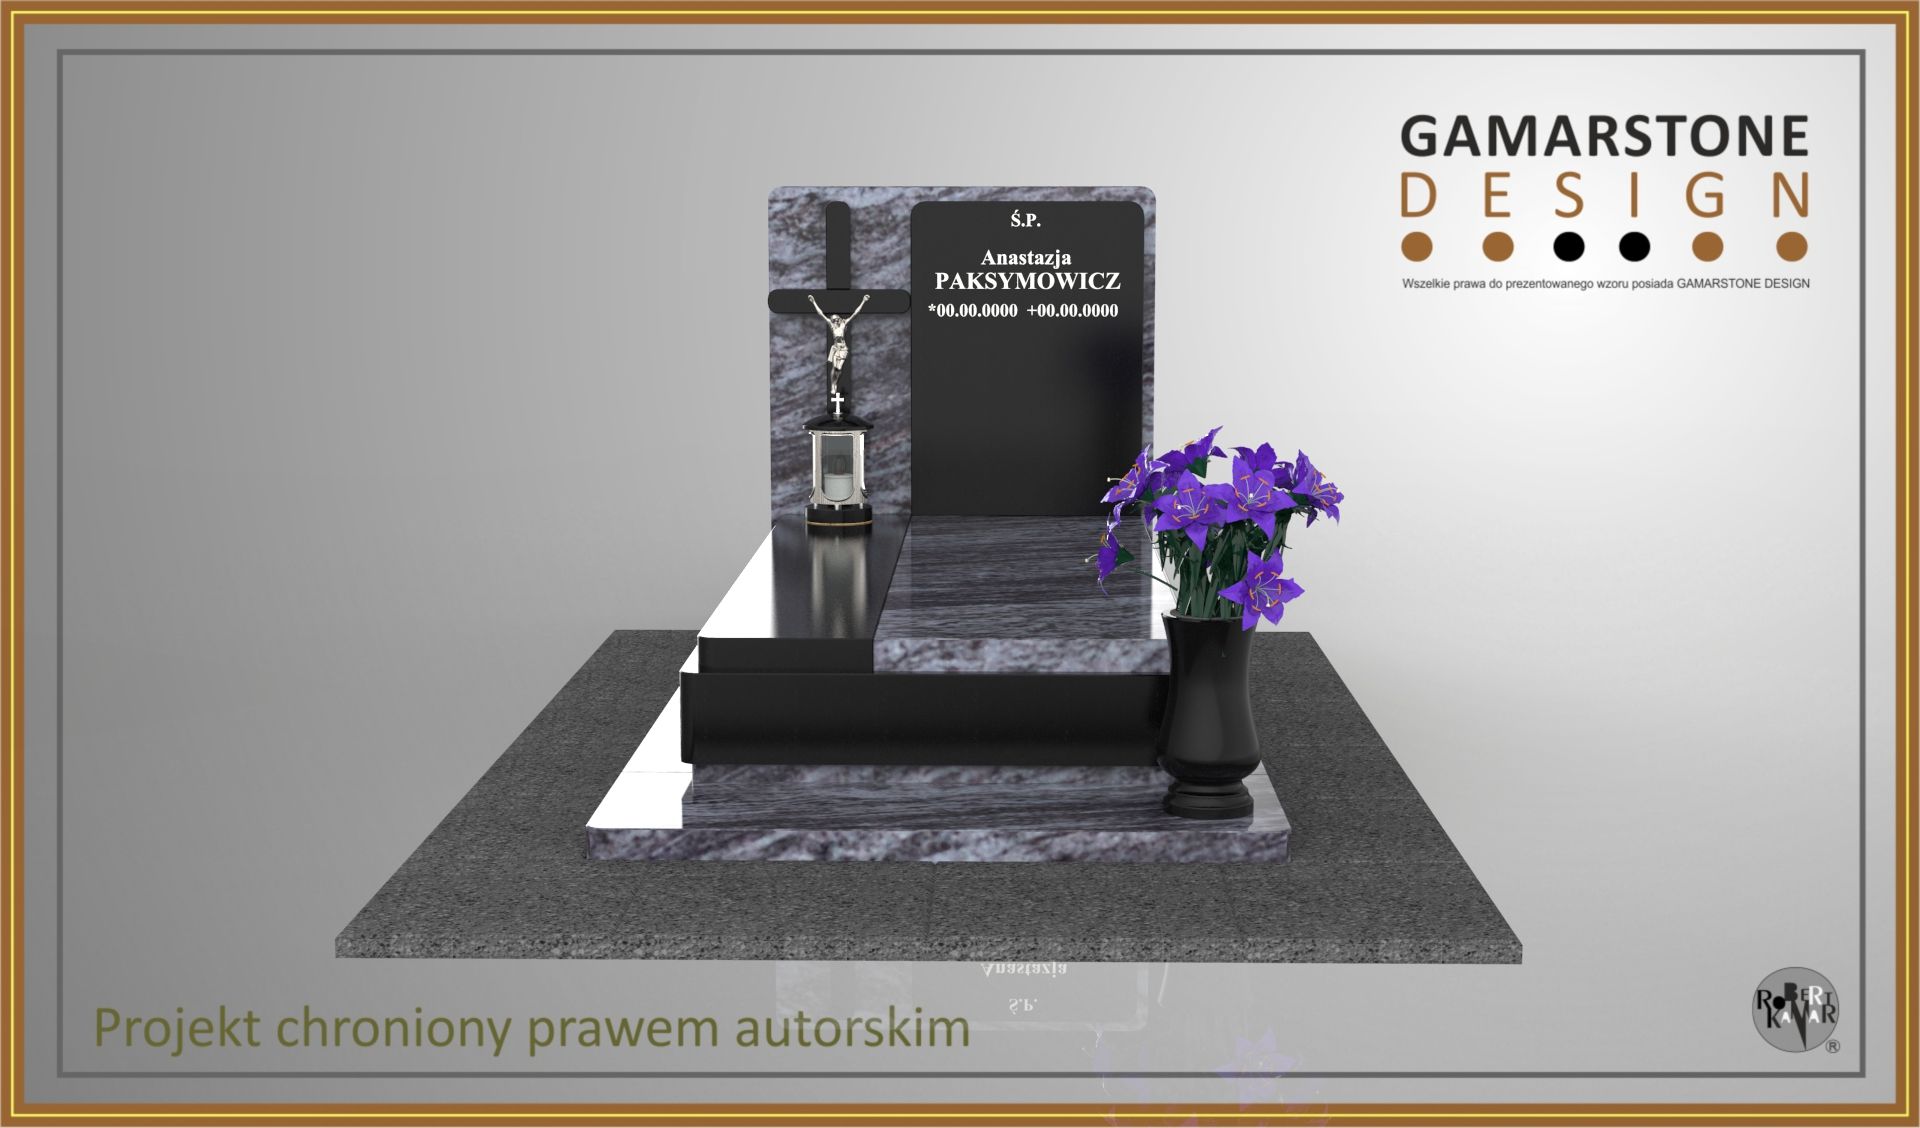 GAMARSTONE
DESIGN
Wszelkie prawa do prezentowanego wzoru posiada GAMARSTONE DESIGN
Ś.P.
Anastazja
PAKSYMOWICZ
*00.00.0000 +00.00.0000
Anastazja
Ś.P.
Projekt chroniony prawem autorskim
ROBERT
KAMAR
®